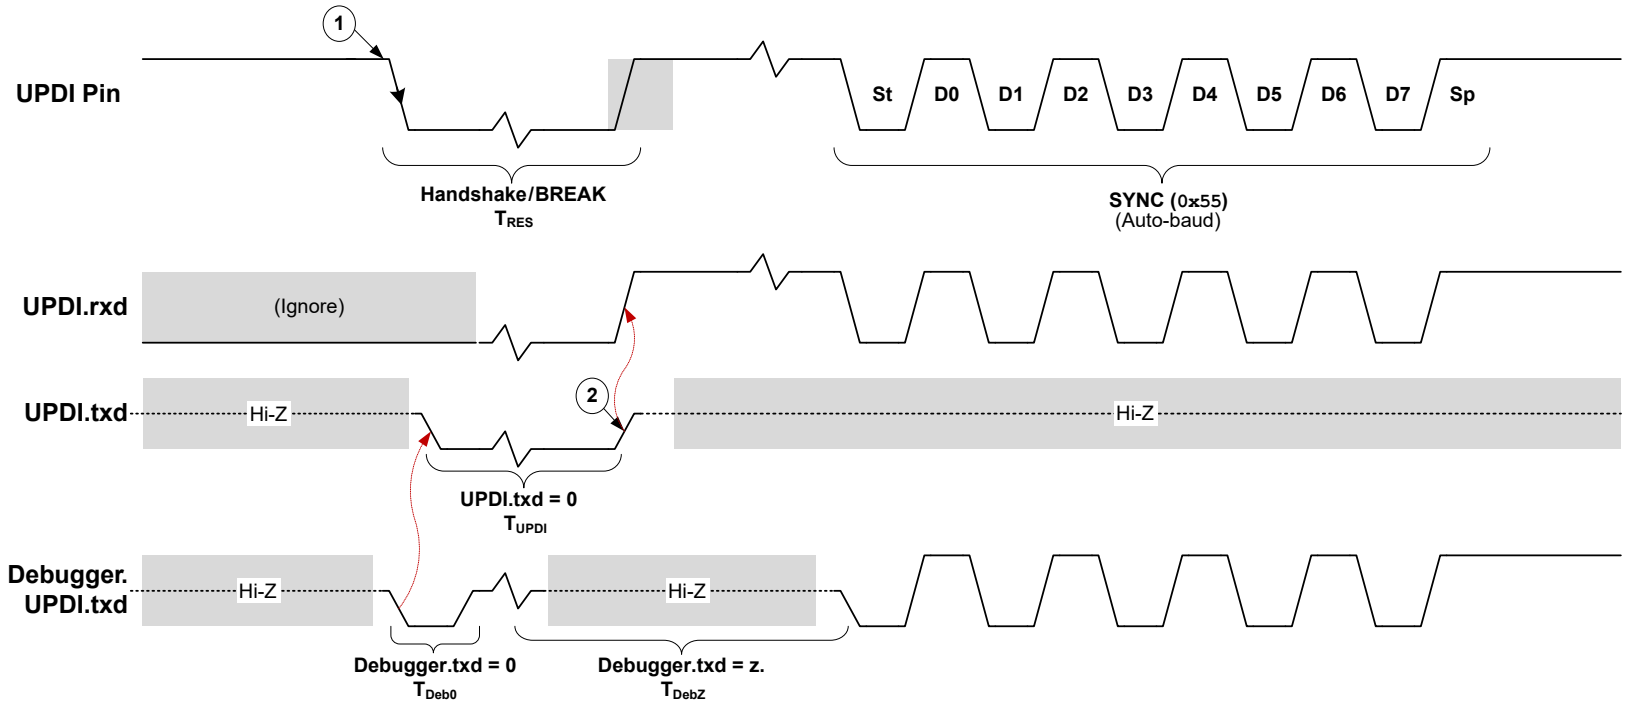 1
UPDI Pin
St D0 D1 D2 D3 D4 D5 D6 D7 Sp
Handshake/BREAK
TRES
SYNC (0x55)
(Auto-baud)
UPDI.rxd
(Ignore)
2
UPDI.txd
Hi-Z
Hi-Z
UPDI.txd = 0
TUPDI
Debugger.
UPDI.txd
Hi-Z
Hi-Z
Debugger.txd = 0
TDeb0
Debugger.txd = z.
TDebZ